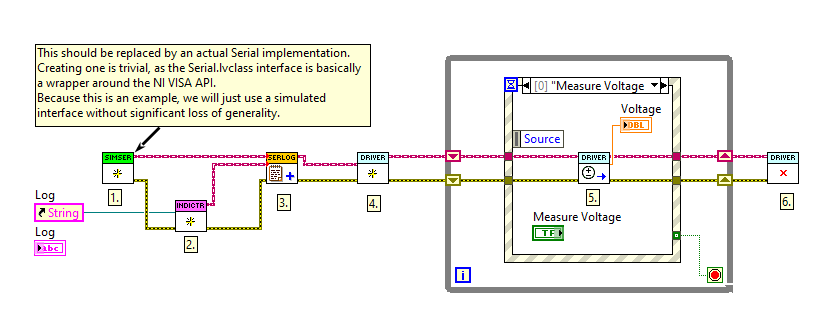 This should be replaced by an actual Serial implementation.
Creating one is trivial, as the Serial.lvclass interface is basically
a wrapper around the NI VISA API.
Because this is an example, we will just use a simulated
interface without significant loss of generality.
[0] "Measure Voltage
Voltage
DBL
Source
SIMSER
SERLOG
DRIVER
DRIVER
DRIVER
1.
3.
4.
5.
6.
Log
String
INDICTR
2.
Log
abc
Measure Voltage
TF
i